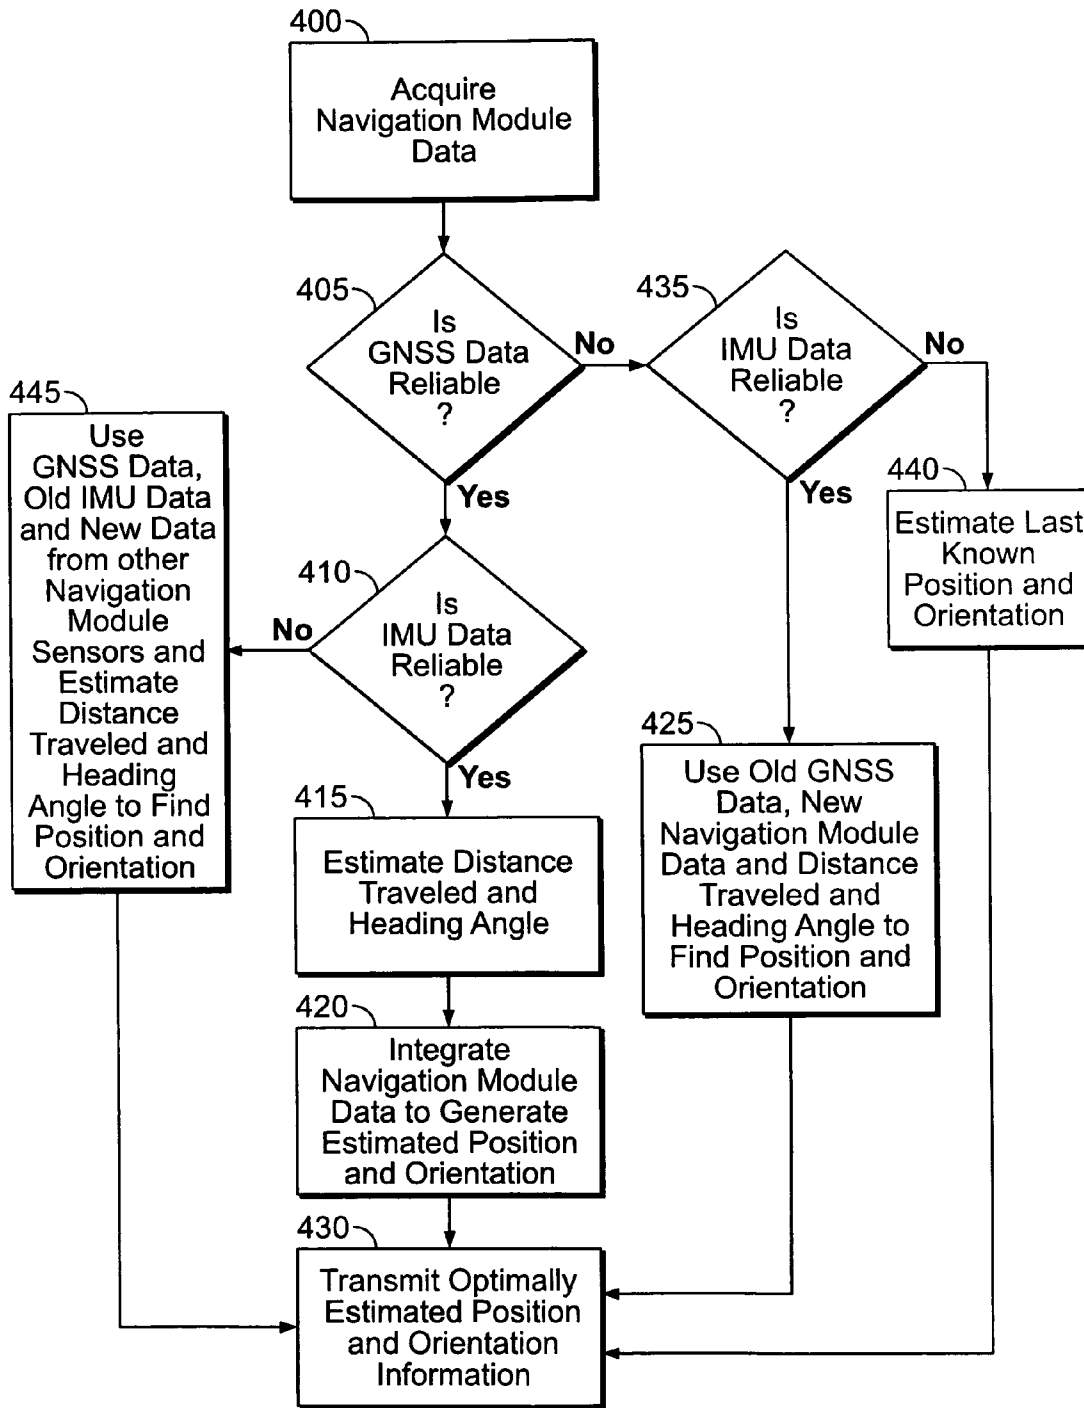 400
Acquire
Navigation Module
Data
405
Is
GNSS Data
Reliable
?
No
Yes
435
Is
IMU Data
Reliable
?
No
Yes
445
Use
GNSS Data,
Old IMU Data
and New Data
from other
Navigation
Module
Sensors and
Estimate
Distance
Traveled and
Heading
Angle to Find
Position and
Orientation
410
Is
IMU Data
Reliable
?
No
Yes
440
Estimate Last
Known
Position and
Orientation
415
Estimate Distance
Traveled and
Heading Angle
425
Use Old GNSS
Data, New
Navigation Module
Data and Distance
Traveled and
Heading Angle to
Find Position and
Orientation
420
Integrate
Navigation Module
Data to Generate
Estimated Position
and Orientation
430
Transmit Optimally
Estimated Position
and Orientation
Information